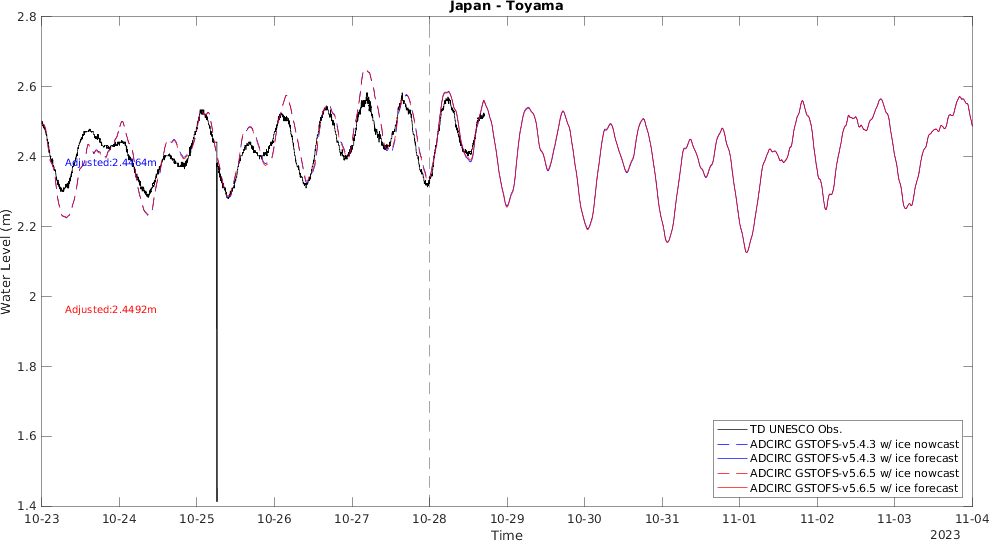 Japan - Toyama
2.8
2.6
2.4
2.2
2
1.8
1.6
1.4
Water Level (m)
Adjusted:2.4464m
Adjusted:2.4492m
TD UNESCO Obs.
ADCIRC GSTOFS-v5.4.3 w/ ice nowcast
ADCIRC GSTOFS-v5.4.3 w/ ice forecast
ADCIRC GSTOFS-v5.6.5 w/ ice nowcast
ADCIRC GSTOFS-v5.6.5 w/ ice forecast
10-23 10-24 10-25 10-26 10-27 10-28 10-29 10-30 10-31 11-01 11-02 11-03 11-04
Time
2023